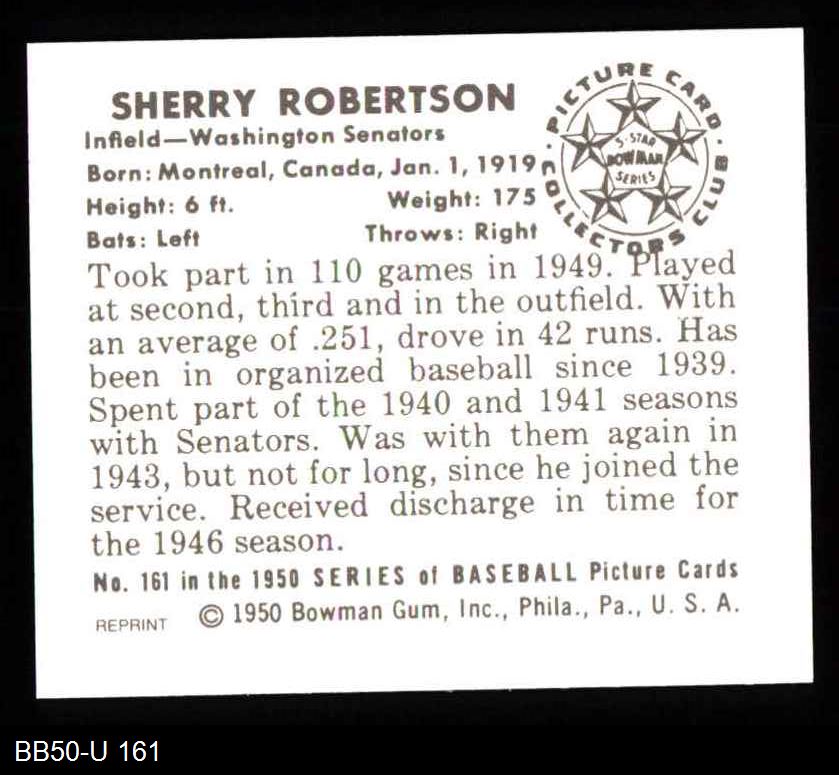 SHERRY ROBERTSON
Infield—Washington Senators
Born: Montreal, Canada, Jan. 1, 1919
Height: 6 ft. Weight: 175
Bats: Left Throws: Right
PICTURE CARD COLLECTORS CLUB
5-STAR
BOWMAN
SERIES
Took part in 110 games in 1949. Played
at second, third and in the outfield. With
an average of .251, drove in 42 runs. Has
been in organized baseball since 1939.
Spent part of the 1940 and 1941 seasons
with Senators. Was with them again in
1943, but not for long, since he joined the
service. Received discharge in time for
the 1946 season.
No. 161 in the 1950 SERIES of BASEBALL Picture Cards
REPRINT © 1950 Bowman Gum, Inc., Phila., Pa., U. S. A.
BB50-U 161